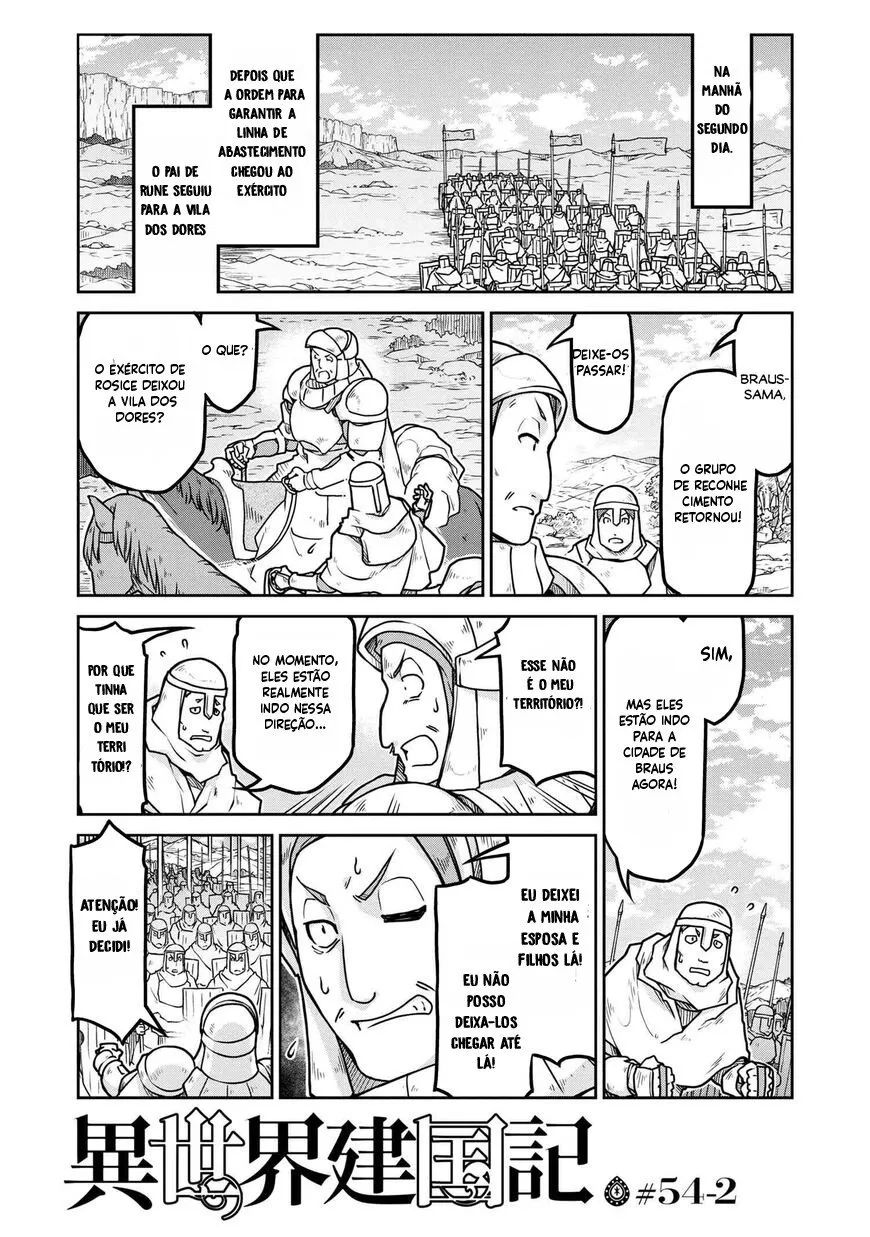 NA
MANHÃ
DO
SEGUNDO
DIA.
DEPOIS QUE
A ORDEM PARA
GARANTIR A
LINHA DE
ABASTECIMENTO
CHEGOU AO
EXÉRCITO
O PAI DE
RUNE SEGUIU
PARA A VILA
DOS DORES
BRAUS-
SAMA,
O GRUPO
DE RECONHE
CIMENTO
RETORNOU!
DEIXE-OS
PASSAR!
O QUE?
O EXÉRCITO DE
ROSICE DEIXOU
A VILA DOS
DORES?
SIM,
MAS ELES
ESTÃO INDO
PARA A
CIDADE DE
BRAUS
AGORA!
ESSE NÃO
É O MEU
TERRITÓRIO?!
NO MOMENTO,
ELES ESTÃO
REALMENTE
INDO NESSA
DIREÇÃO...
POR QUE
TINHA
QUE SER
O MEU
TERRI
TÓRIO!?
EU DEIXEI
A MINHA
ESPOSA E
FILHOS LÁ!
EU NÃO
POSSO
DEIXA-LOS
CHEGAR ATÉ
LÁ!
ATENÇÃO!
EU JÁ
DECIDI!
異世界建国記 #54-2